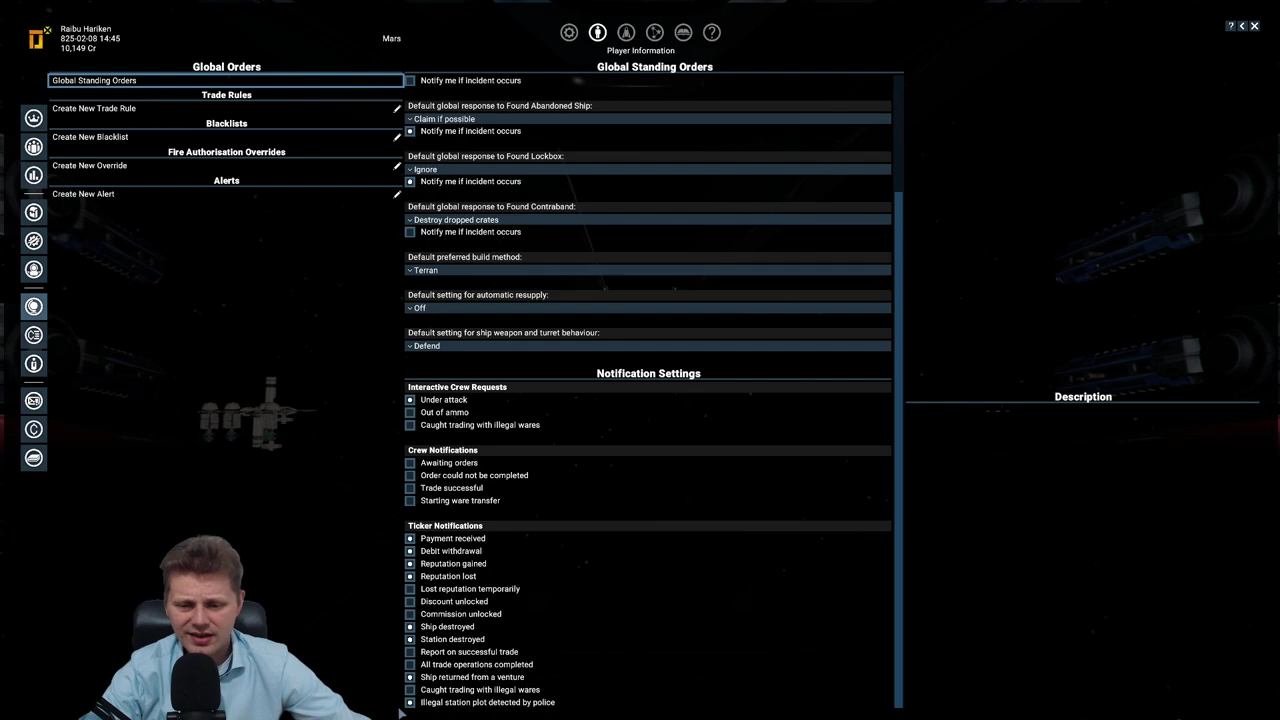 Raibu Hariken
825-02-08 14:45
10,149 Cr
Mars
Player Information
Global Orders
Global Standing Orders
Trade Rules
Create New Trade Rule
Blacklists
Create New Blacklist
Fire Authorisation Overrides
Create New Override
Alerts
Create New Alert
Global Standing Orders
Notify me if incident occurs
Default global response to Found Abandoned Ship:
Claim if possible
Notify me if incident occurs
Default global response to Found Lockbox:
Ignore
Notify me if incident occurs
Default global response to Found Contraband:
Destroy dropped crates
Notify me if incident occurs
Default preferred build method:
Terran
Default setting for automatic resupply:
Off
Default setting for ship weapon and turret behaviour:
Defend
Notification Settings
Interactive Crew Requests
Under attack
Out of ammo
Caught trading with illegal wares
Crew Notifications
Awaiting orders
Order could not be completed
Trade successful
Starting ware transfer
Ticker Notifications
Payment received
Debit withdrawal
Reputation gained
Reputation lost
Lost reputation temporarily
Discount unlocked
Commission unlocked
Ship destroyed
Station destroyed
Report on successful trade
All trade operations completed
Ship returned from a venture
Caught trading with illegal wares
Illegal station plot detected by police
Description